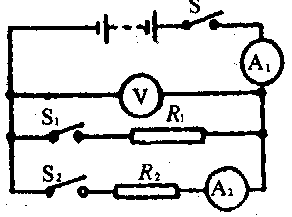 S
A₁
V
S₁ R₁
S₂ R₂ A₂